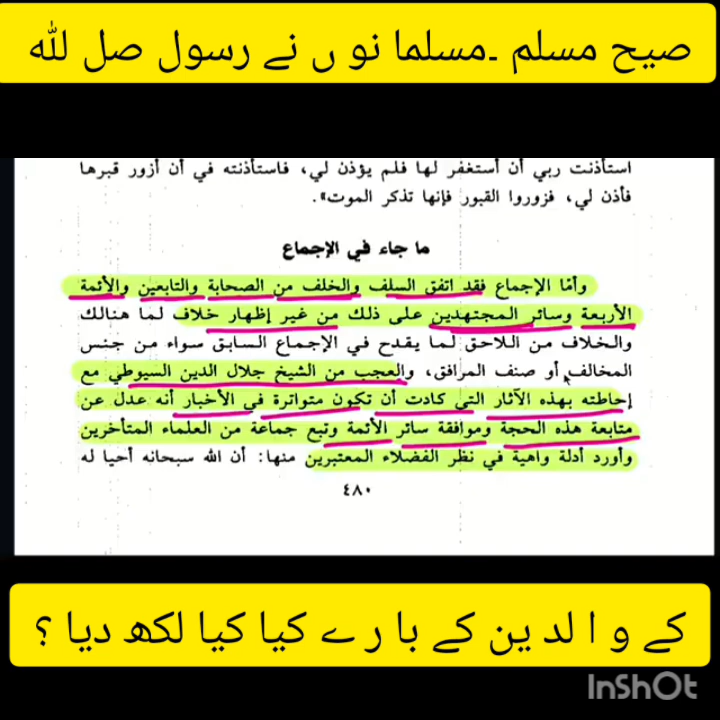 صیح مسلم ۔مسلما نو ں نے رسول صل لله
استأذنت ربي أن أستغفر لها فلم يؤذن لي، فاستأذنته في أن أزور قبرها
فأذن لي، فزوروا القبور فإنها تذكر الموت».
ما جاء في الإجماع
وأمّا الإجماع فقد اتفق السلف والخلف من الصحابة والتابعين والأئمة
الأربعة وسائر المجتهدين على ذلك من غير إظهار خلاف لما هنالك
والخلاف من اللاحق لما يقدح في الإجماع السابق سواء من جنس
المخالف أو صنف المرافق، والعجب من الشيخ جلال الدين السيوطي مع
إحاطته بهذه الآثار التي كادت أن تكون متواترة في الأخبار أنه عدل عن
متابعة هذه الحجة وموافقة سائر الأئمة وتبع جماعة من العلماء المتأخرين
وأورد أدلة واهية في نظر الفضلاء المعتبرين منها: أن الله سبحانه أحيا له
٤٨٠
کے و ا لد ین کے با ر ے کیا کیا لکھ دیا ؟
InShOt